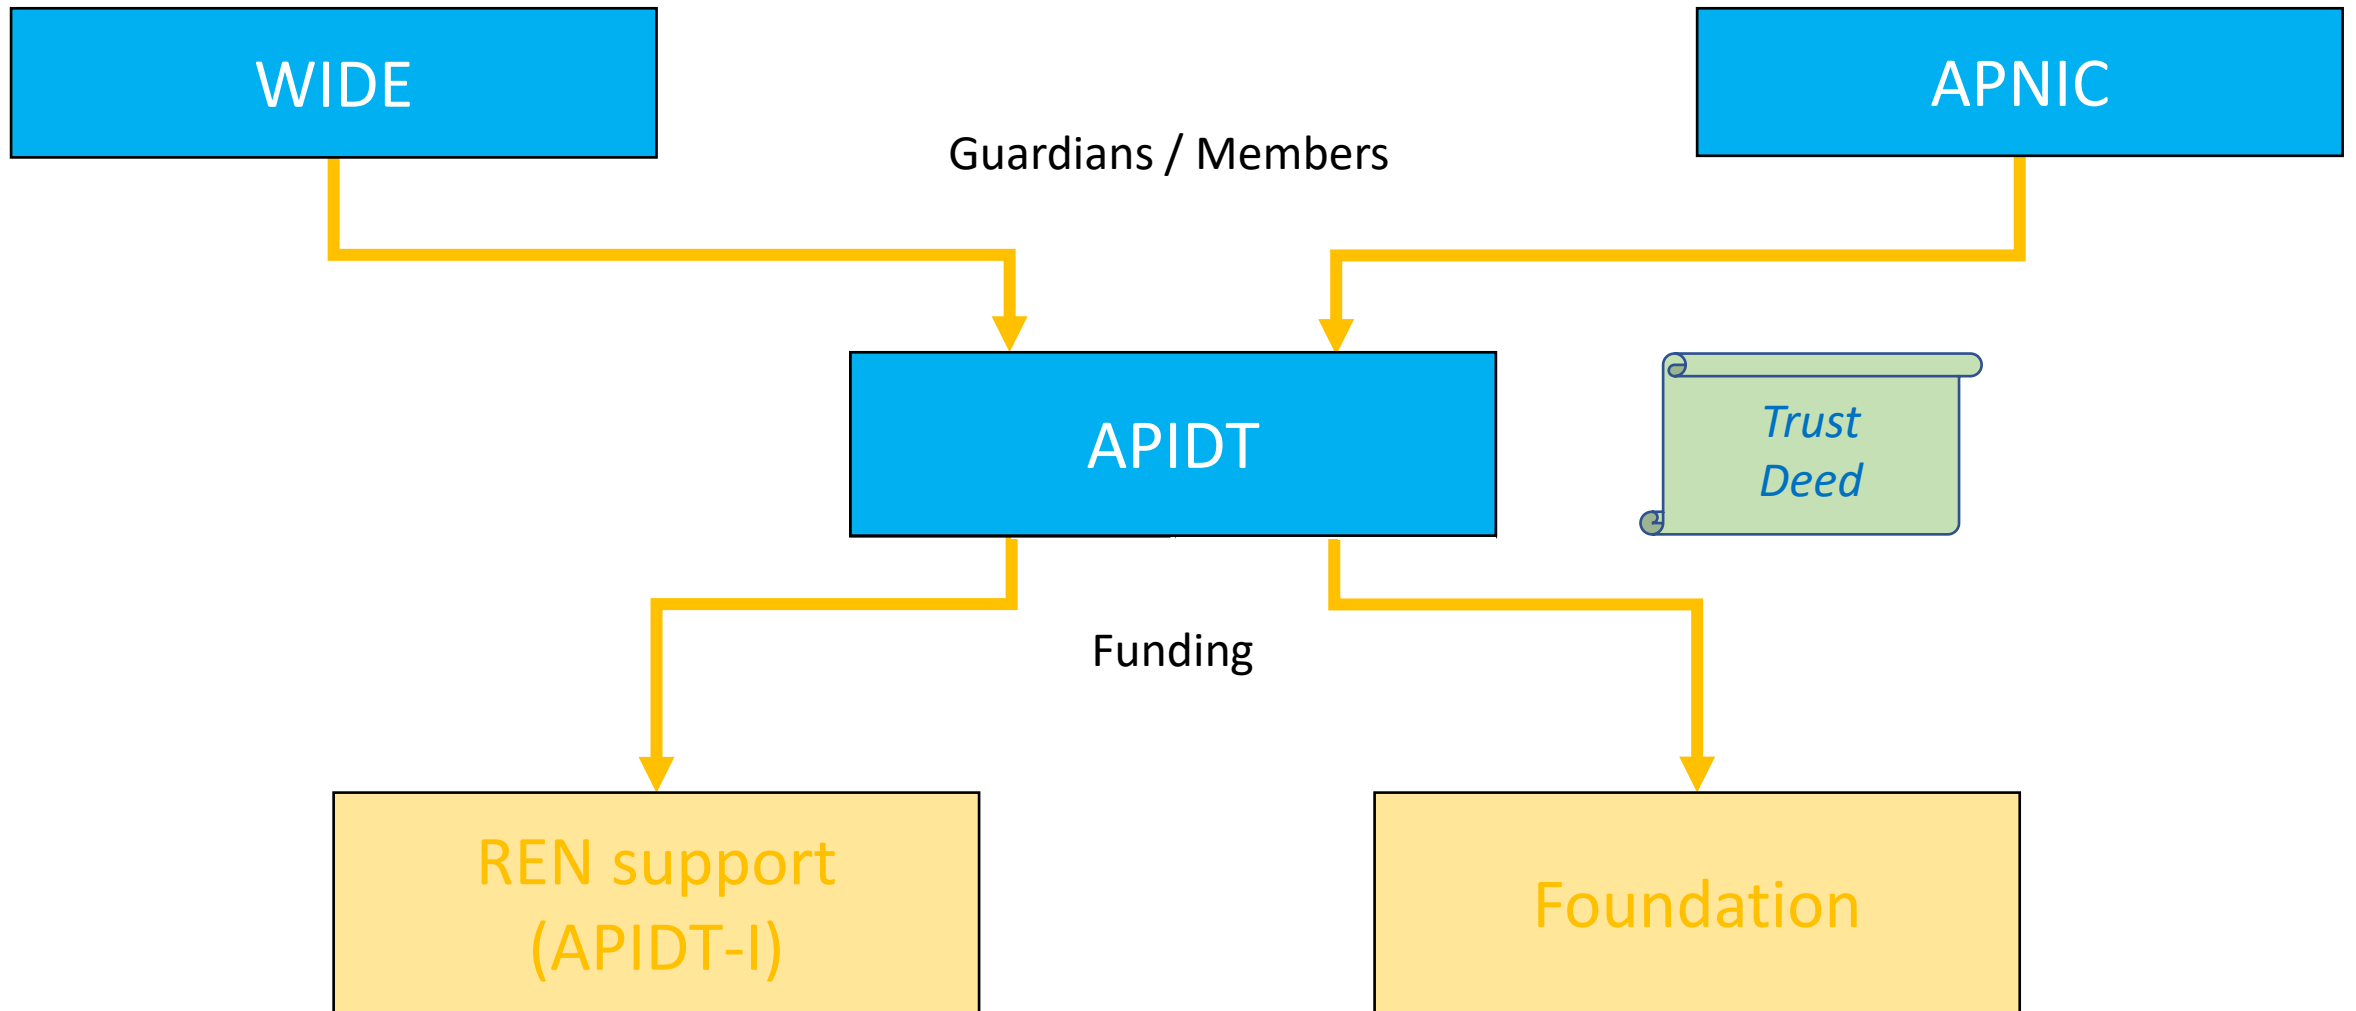 WIDE
APNIC
Guardians / Members
APIDT
Trust
Deed
Funding
REN support
(APIDT-I)
Foundation